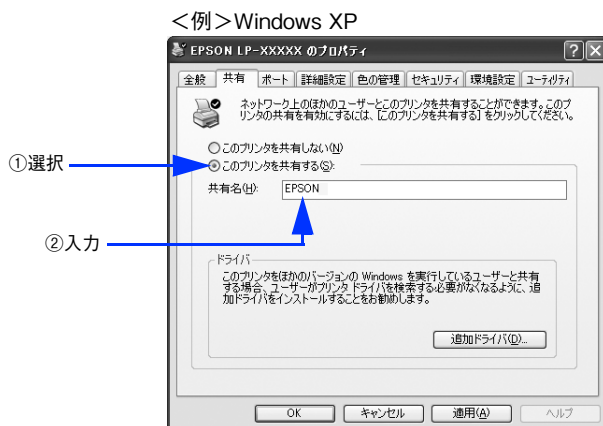 <例>Windows XP
EPSON LP-XXXXX のプロパティ
全般 共有 ポート 詳細設定 色の管理 セキュリティ 環境設定 ユーティリティ
ネットワーク上のほかのユーザーとこのプリンタを共有することができます。このプ
リンタの共有を有効にするには、[このプリンタを共有する] をクリックしてください。
このプリンタを共有しない(N)
①選択
このプリンタを共有する(S):
共有名(H): EPSON
②入力
ドライバ
このプリンタをほかのバージョンの Windows を実行しているユーザーと共有
する場合、ユーザーがプリンタ ドライバを検索する必要がなくなるように、追
加ドライバをインストールすることをお勧めします。
追加ドライバ(D)...
OK キャンセル 適用(A) ヘルプ